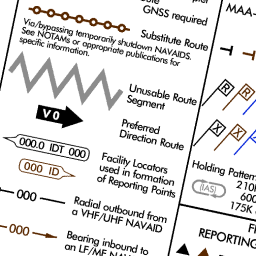 GNSS required
MAA-
Substitute Route
Via/bypassing temporarily shutdown NAVAIDS.
See NOTAMs or appropriate publications for
specific information.
Unusable Route
Segment
V0
Preferred
Direction Route
R
R
X
X
000.0 IDT 000
000 ID
Facility Locators
used in formation
of Reporting Points
Holding Pattern
(IAS)
210
600
175K
000
Radial outbound from
a VHF/UHF NAVAID
000
Bearing inbound to
an LF/MF NAVAID
REPORTING